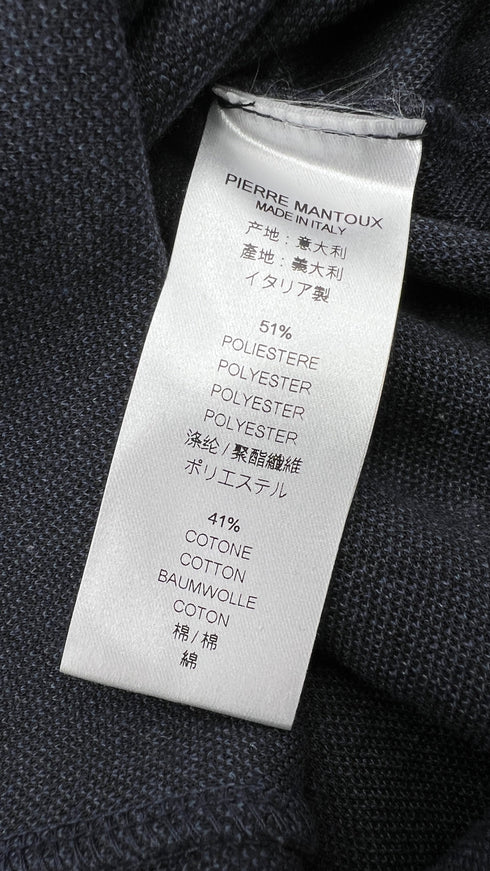 PIERRE MANTOUX
MADE IN ITALY
产地：意大利
產地：義大利
イタリア製
51%
POLIESTERE
POLYESTER
POLYESTER
POLYESTER
涤纶/聚酯纖維
ポリエステル
41%
COTONE
COTTON
BAUMWOLLE
COTON
棉/棉
綿